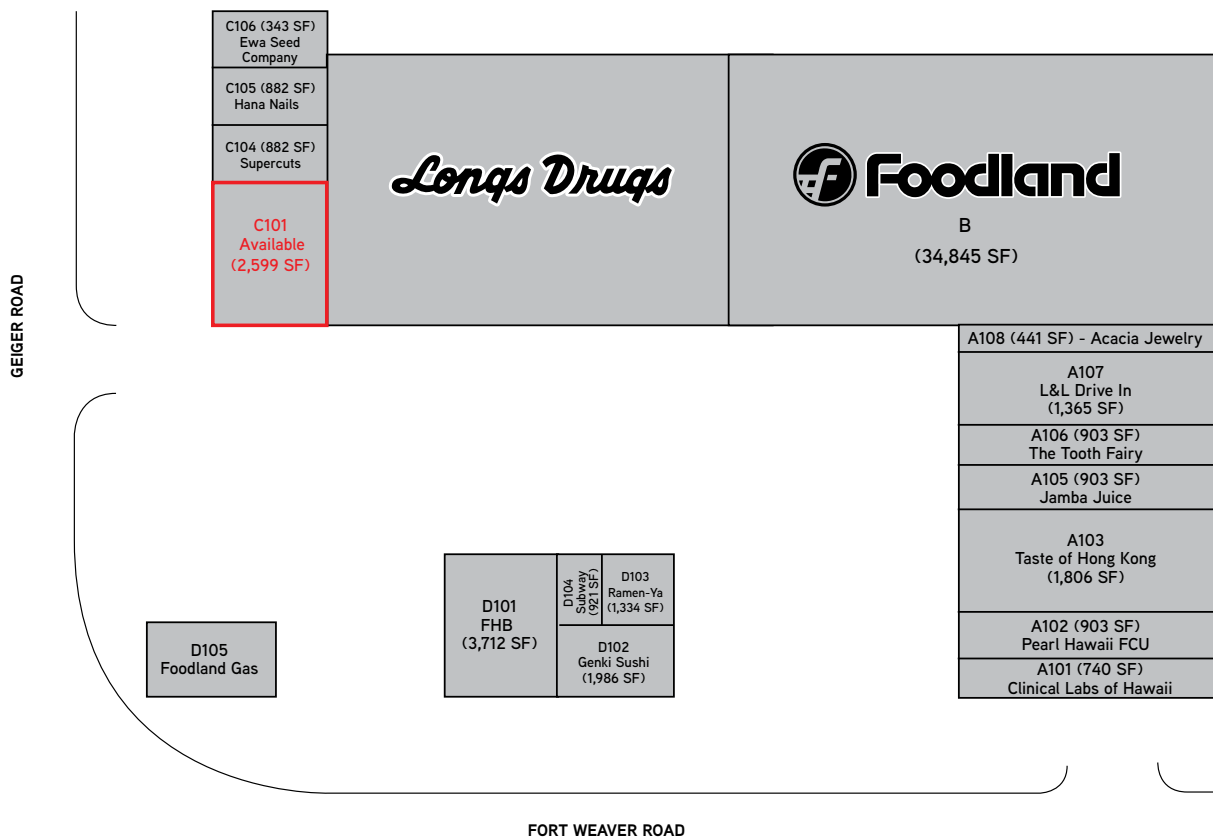 C106 (343 SF)
Ewa Seed
Company
C105 (882 SF)
Hana Nails
C104 (882 SF)
Supercuts
C101
Available
(2,599 SF)
Longs Drugs
Foodland
B
(34,845 SF)
GEIGER ROAD
A108 (441 SF) - Acacia Jewelry
A107
L&L Drive In
(1,365 SF)
A106 (903 SF)
The Tooth Fairy
A105 (903 SF)
Jamba Juice
A103
Taste of Hong Kong
(1,806 SF)
A102 (903 SF)
Pearl Hawaii FCU
A101 (740 SF)
Clinical Labs of Hawaii
D101
FHB
(3,712 SF)
D104
Subway
(921 SF)
D103
Ramen-Ya
(1,334 SF)
D102
Genki Sushi
(1,986 SF)
D105
Foodland Gas
FORT WEAVER ROAD